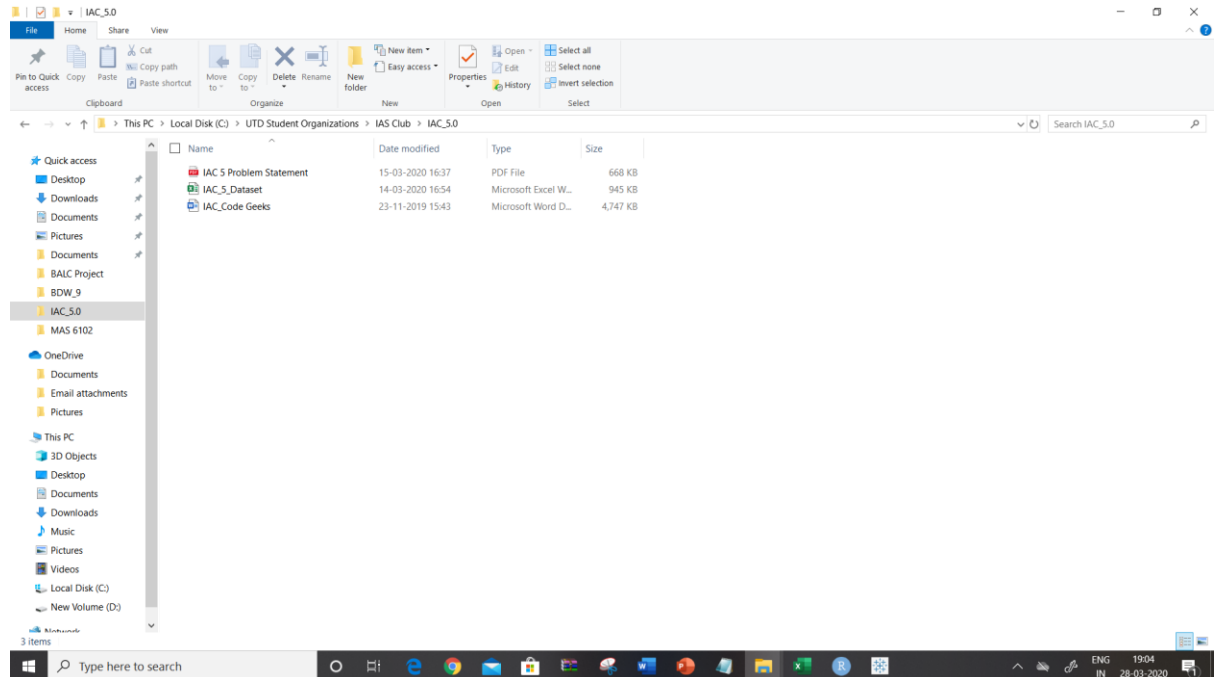 IAC_5.0
File Home Share View
Pin to Quick access
Copy
Paste
Cut
Copy path
Paste shortcut
Clipboard
Move to
Copy to
Delete
Rename
Organize
New folder
New item
Easy access
New
Properties
Open
Edit
History
Open
Select all
Select none
Invert selection
Select
This PC > Local Disk (C:) > UTD Student Organizations > IAS Club > IAC_5.0
Search IAC_5.0
Name Date modified Type Size
IAC 5 Problem Statement 15-03-2020 16:37 PDF File 668 KB
IAC_5_Dataset 14-03-2020 16:54 Microsoft Excel W... 945 KB
IAC_Code Geeks 23-11-2019 15:43 Microsoft Word D... 4,747 KB
Quick access
Desktop
Downloads
Documents
Pictures
Documents
BALC Project
BDW_9
IAC_5.0
MAS 6102
OneDrive
Documents
Email attachments
Pictures
This PC
3D Objects
Desktop
Documents
Downloads
Music
Pictures
Videos
Local Disk (C:)
New Volume (D:)
Network
3 items
Type here to search
ENG
IN
19:04
28-03-2020